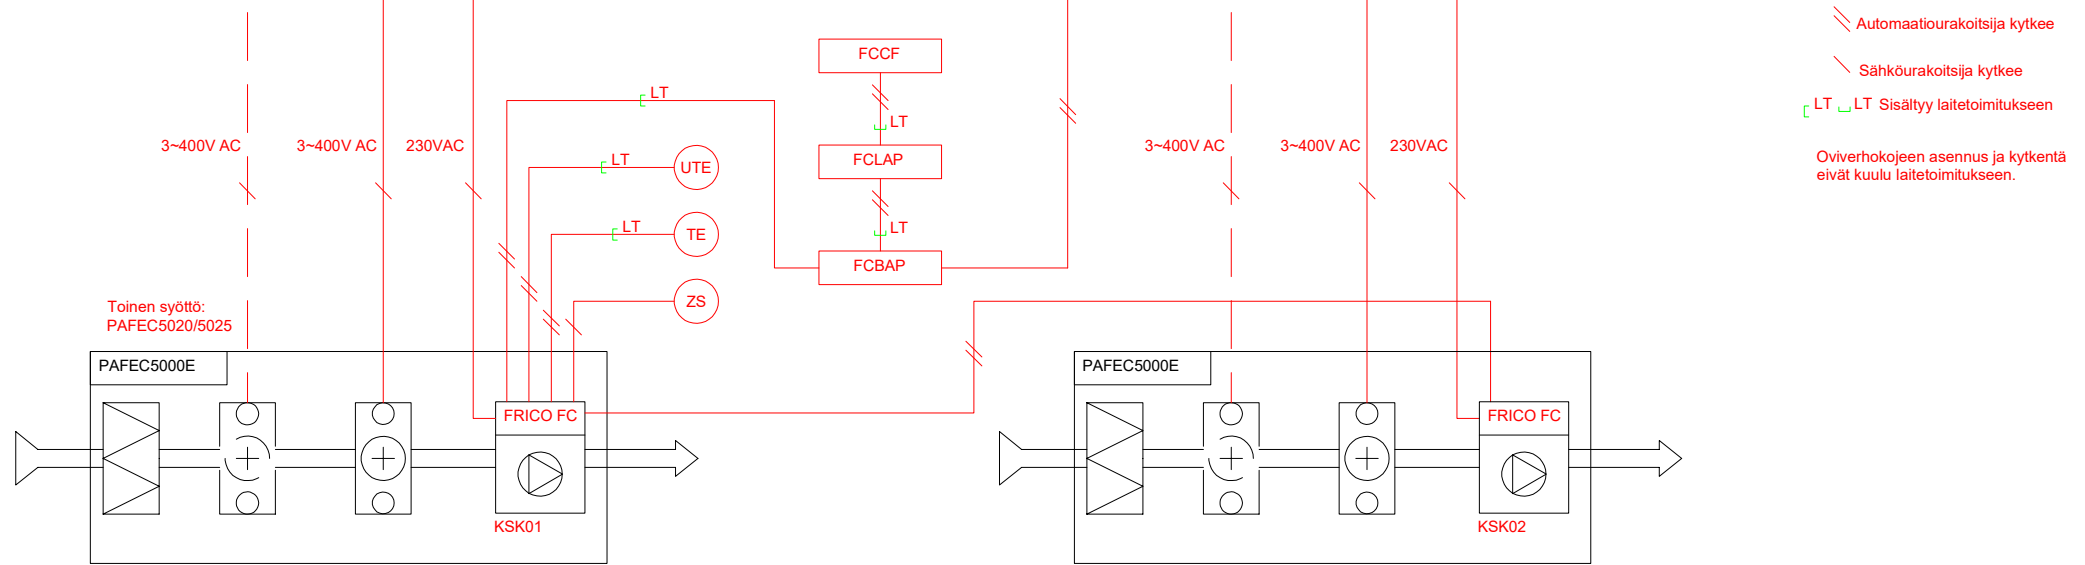 Automaatiourakoitsija kytkee
FCCF
Sähköurakoitsija kytkee
LT
LT LT Sisältyy laitetoimitukseen
LT
3~400V AC
3~400V AC
230VAC
3~400V AC
3~400V AC
230VAC
LT
UTE
FCLAP
Oviverhokojeen asennus ja kytkentä
eivät kuulu laitetoimitukseen.
LT
TE
LT
FCBAP
ZS
Toinen syöttö:
PAFEC5020/5025
PAFEC5000E
PAFEC5000E
FRICO FC
FRICO FC
KSK01
KSK02